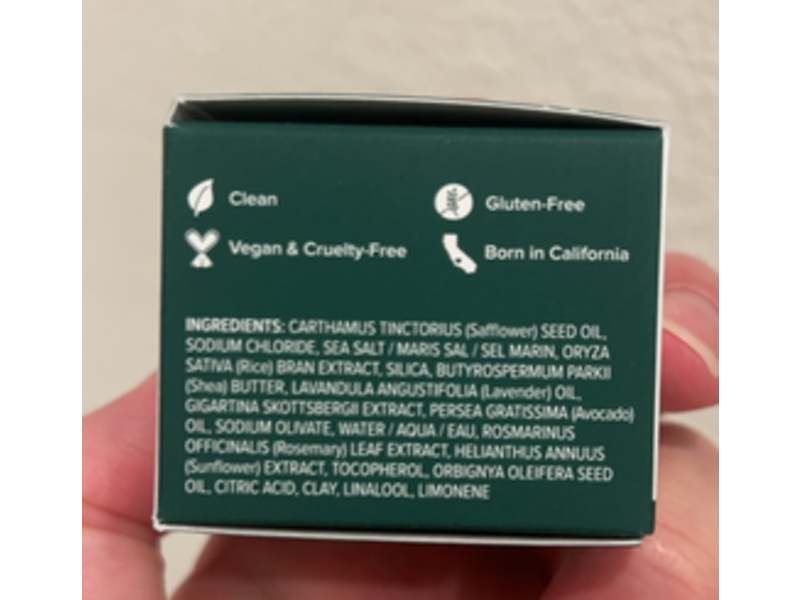 Clean
Gluten-Free
Vegan & Cruelty-Free
Born in California
INGREDIENTS: CARTHAMUS TINCTORIUS (Safflower) SEED OIL,
SODIUM CHLORIDE, SEA SALT / MARIS SAL / SEL MARIN, ORYZA
SATIVA (Rice) BRAN EXTRACT, SILICA, BUTYROSPERMUM PARKII
(Shea) BUTTER, LAVANDULA ANGUSTIFOLIA (Lavender) OIL,
GIGARTINA SKOTTSBERGII EXTRACT, PERSEA GRATISSIMA (Avocado)
OIL, SODIUM OLIVATE, WATER / AQUA / EAU, ROSMARINUS
OFFICINALIS (Rosemary) LEAF EXTRACT, HELIANTHUS ANNUUS
(Sunflower) EXTRACT, TOCOPHEROL, ORBIGNYA OLEIFERA SEED
OIL, CITRIC ACID, CLAY, LINALOOL, LIMONENE